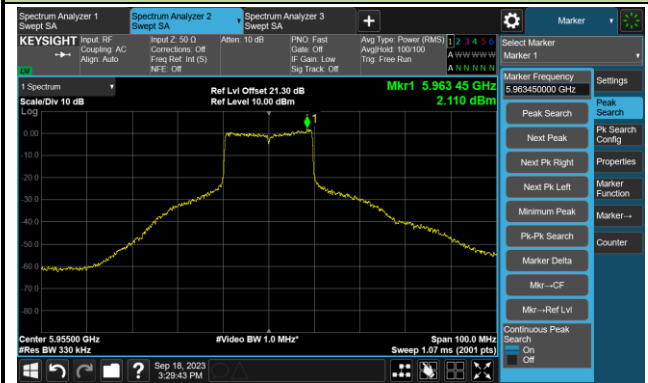 Spectrum Analyzer 1
Swept SA
Spectrum Analyzer 2
Swept SA
Spectrum Analyzer 3
Swept SA
+
Marker
KEYSIGHT
Input: RF
Coupling: AC
Align: Auto
Input Z: 50 Ω
Corrections: Off
Freq Ref: Int (S)
NFE: Off
Atten: 10 dB
PNO: Fast
Gate: Off
IF Gain: Low
Sig Track: Off
Avg Type: Power (RMS)
Avg|Hold: 100/100
Trig: Free Run
1 2 3 4 5 6
A W W W W W
A N N N N N
Select Marker
Marker 1
1 Spectrum
Scale/Div 10 dB
Log
Ref Lvl Offset 21.30 dB
Ref Level 10.00 dBm
Mkr1 5.963 45 GHz
2.110 dBm
1
0.00
-10.0
-20.0
-30.0
-40.0
-50.0
-60.0
-70.0
-80.0
Center 5.95500 GHz
#Res BW 330 kHz
#Video BW 1.0 MHz*
Span 100.0 MHz
Sweep 1.07 ms (2001 pts)
Marker Frequency
5.963450000 GHz
Peak Search
Next Peak
Next Pk Right
Next Pk Left
Minimum Peak
Pk-Pk Search
Marker Delta
Mkr→CF
Mkr→Ref Lvl
Continuous Peak
Search
On
Off
Settings
Peak
Search
Pk Search
Config
Properties
Marker
Function
Marker→
Counter
?
Sep 18, 2023
3:29:43 PM